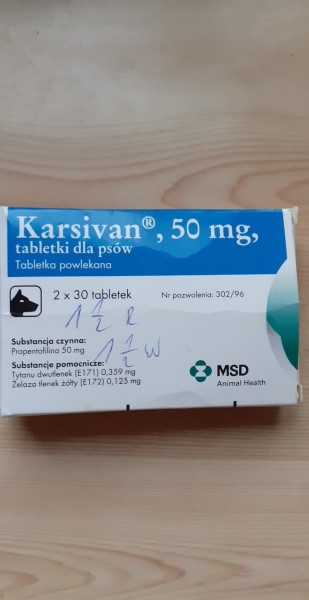 Karsivan®, 50 mg,
tabletki dla psów
Tabletka powlekana
2 x 30 tabletek
Nr pozwolenia: 302/96
1 1/2 R
Substancja czynna:
Propentofilina 50 mg
1 1/2 W
Substancje pomocnicze:
Tytanu dwutlenek (E171) 0,359 mg
Żelaza tlenek żółty (E172) 0,125 mg
MSD
Animal Health